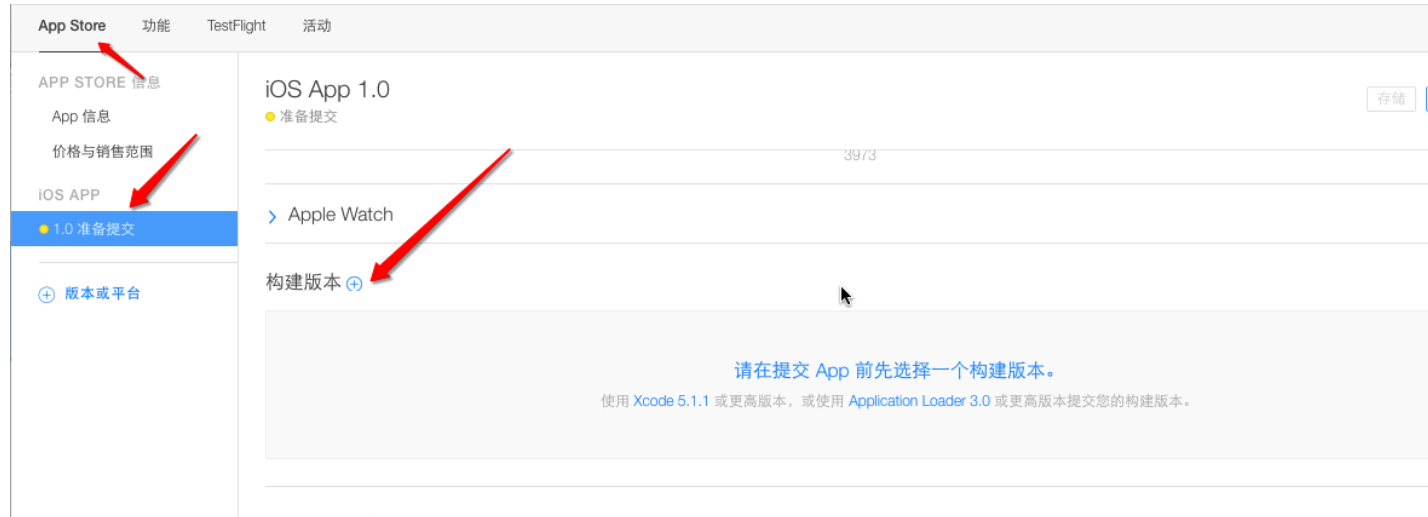 App Store 功能 TestFlight 活动
APP STORE 信息
App 信息
价格与销售范围
iOS APP
1.0 准备提交
版本或平台
iOS App 1.0
准备提交
存储
3973
Apple Watch
构建版本
请在提交 App 前先选择一个构建版本。
使用 Xcode 5.1.1 或更高版本，或使用 Application Loader 3.0 或更高版本提交您的构建版本。